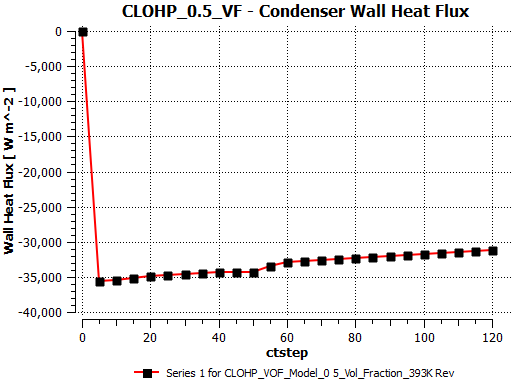 CLOHP_0.5_VF - Condenser Wall Heat Flux
Wall Heat Flux [ W m^-2 ]
0
-5,000
-10,000
-15,000
-20,000
-25,000
-30,000
-35,000
-40,000
0 20 40 60 80 100 120
ctstep
Series 1 for CLOHP_VOF_Model_0 5_Vol_Fraction_393K Rev